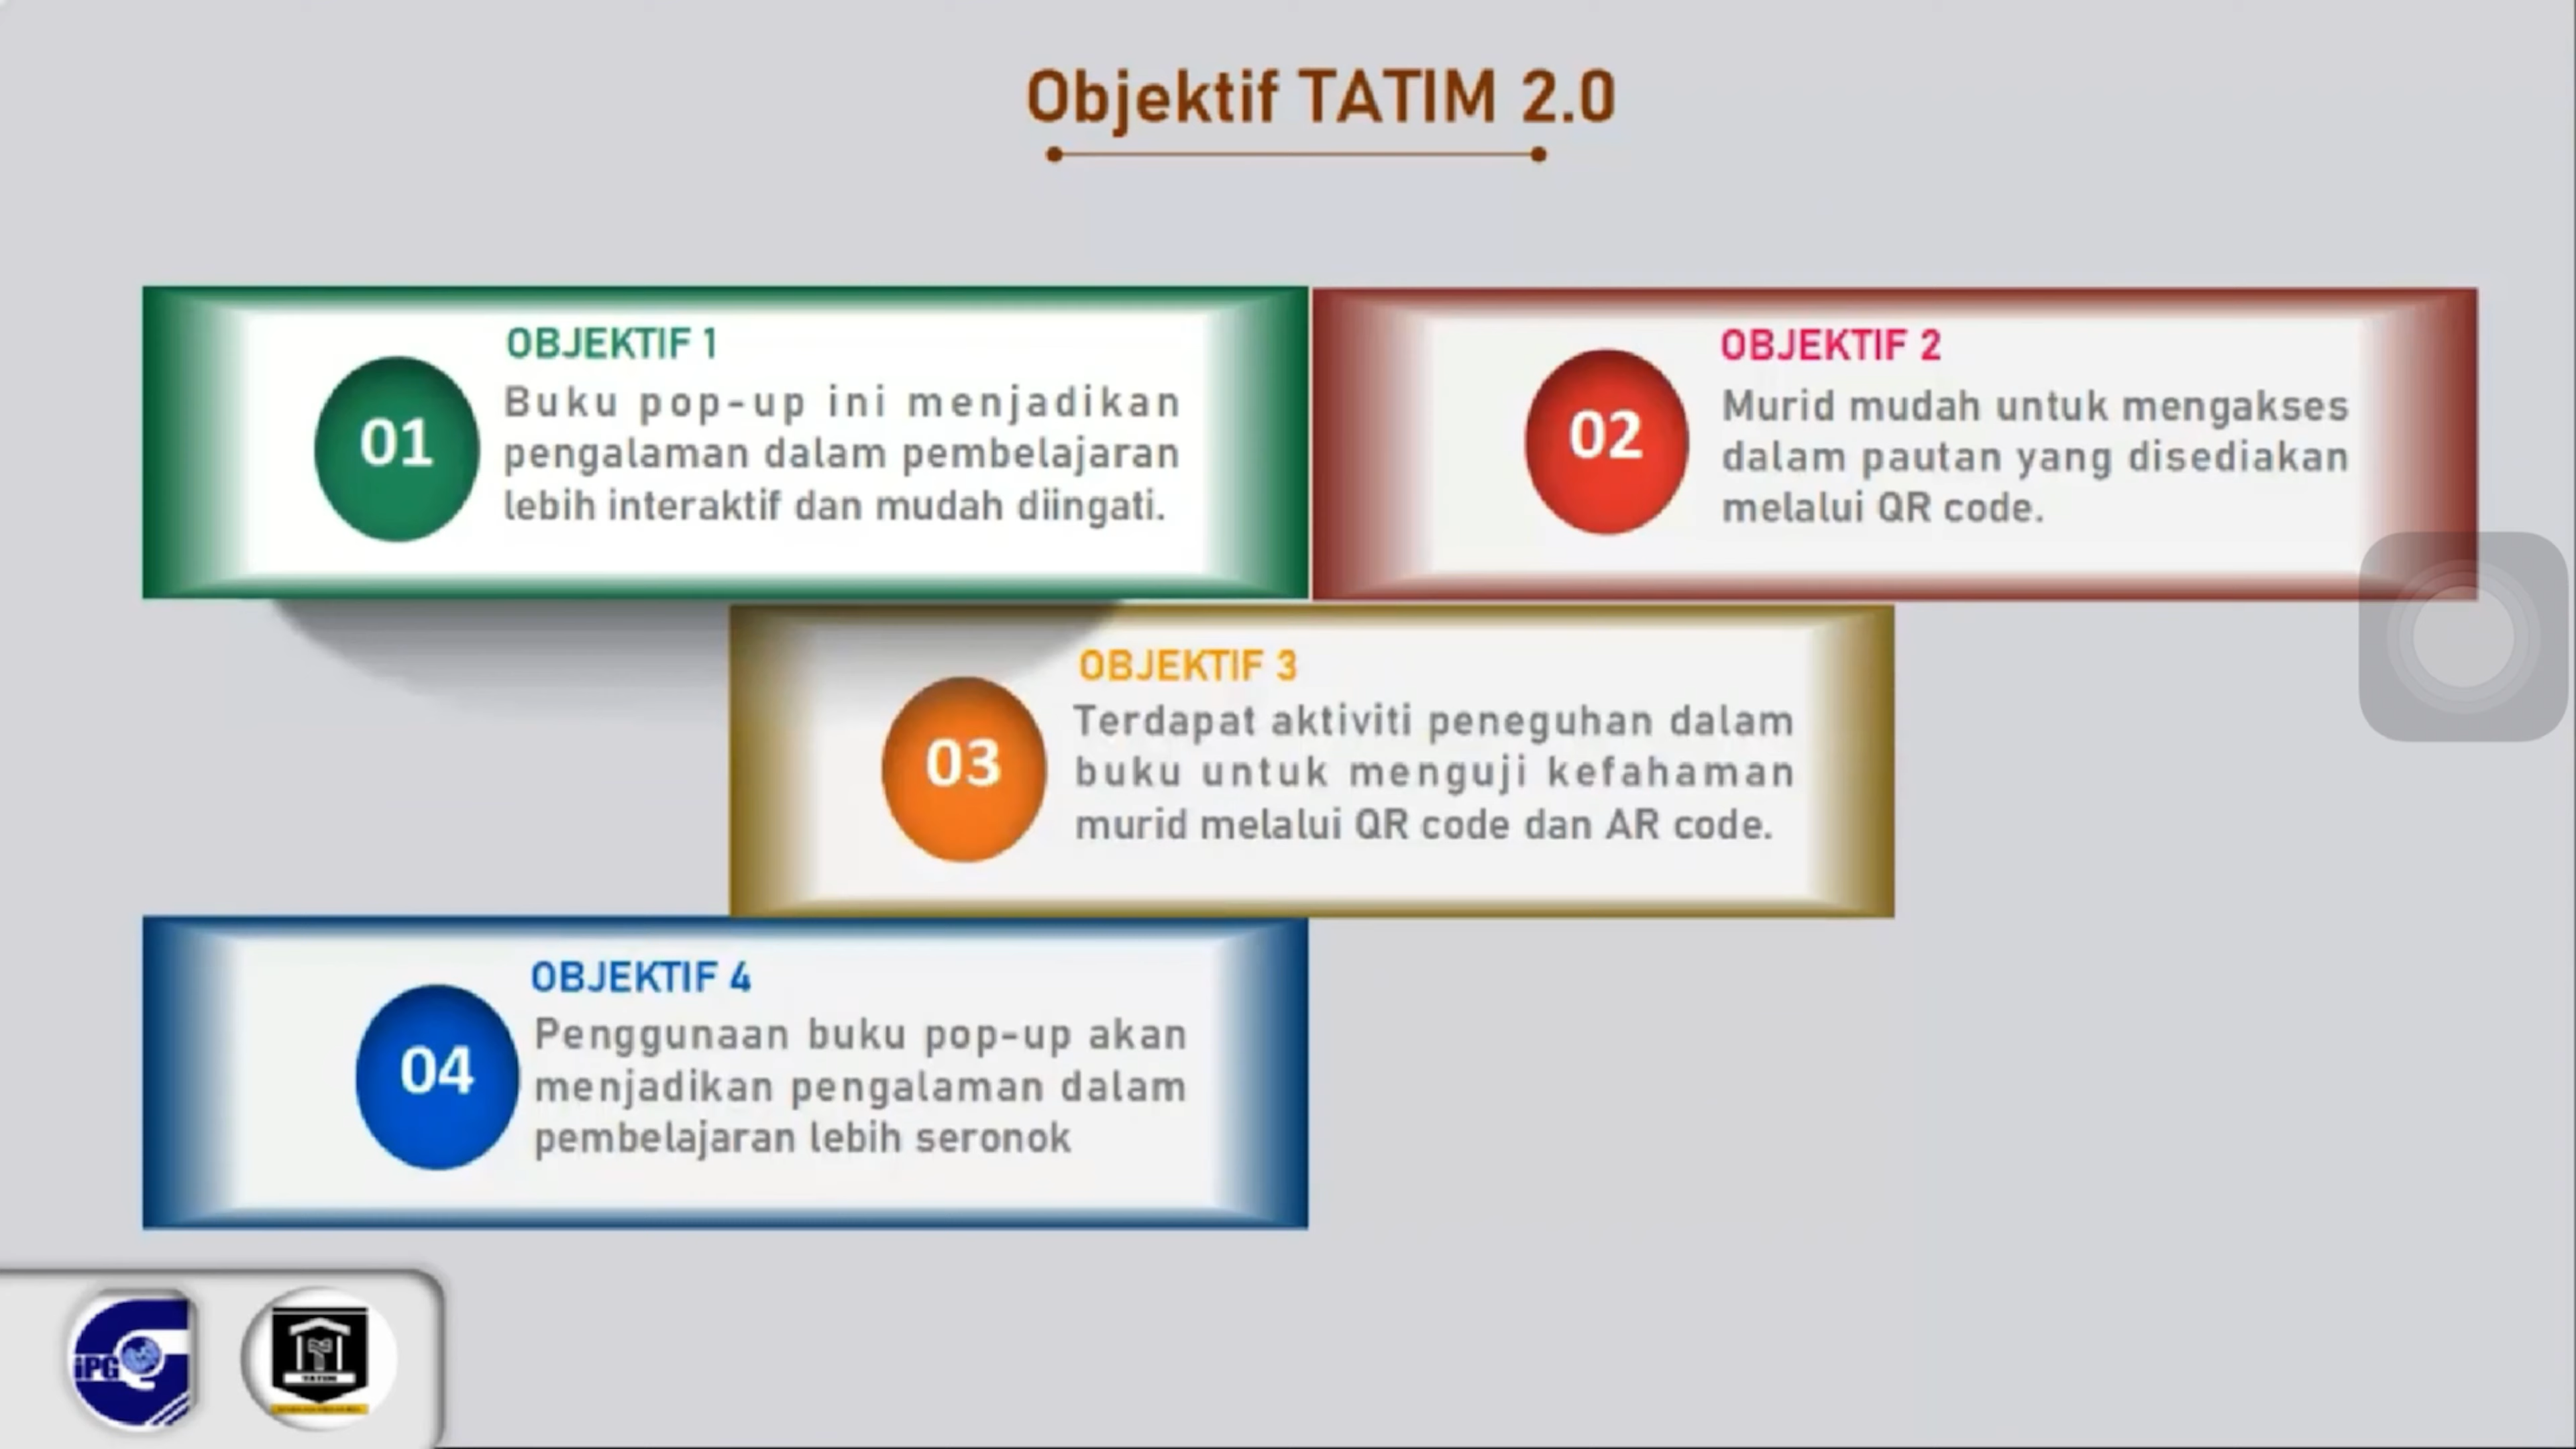 Objektif TATIM 2.0
OBJEKTIF 1
01
Buku pop-up ini menjadikan
pengalaman dalam pembelajaran
lebih interaktif dan mudah diingati.
OBJEKTIF 2
02
Murid mudah untuk mengakses
dalam pautan yang disediakan
melalui QR code.
OBJEKTIF 3
03
Terdapat aktiviti peneguhan dalam
buku untuk menguji kefahaman
murid melalui QR code dan AR code.
OBJEKTIF 4
04
Penggunaan buku pop-up akan
menjadikan pengalaman dalam
pembelajaran lebih seronok
iPG
TATIM